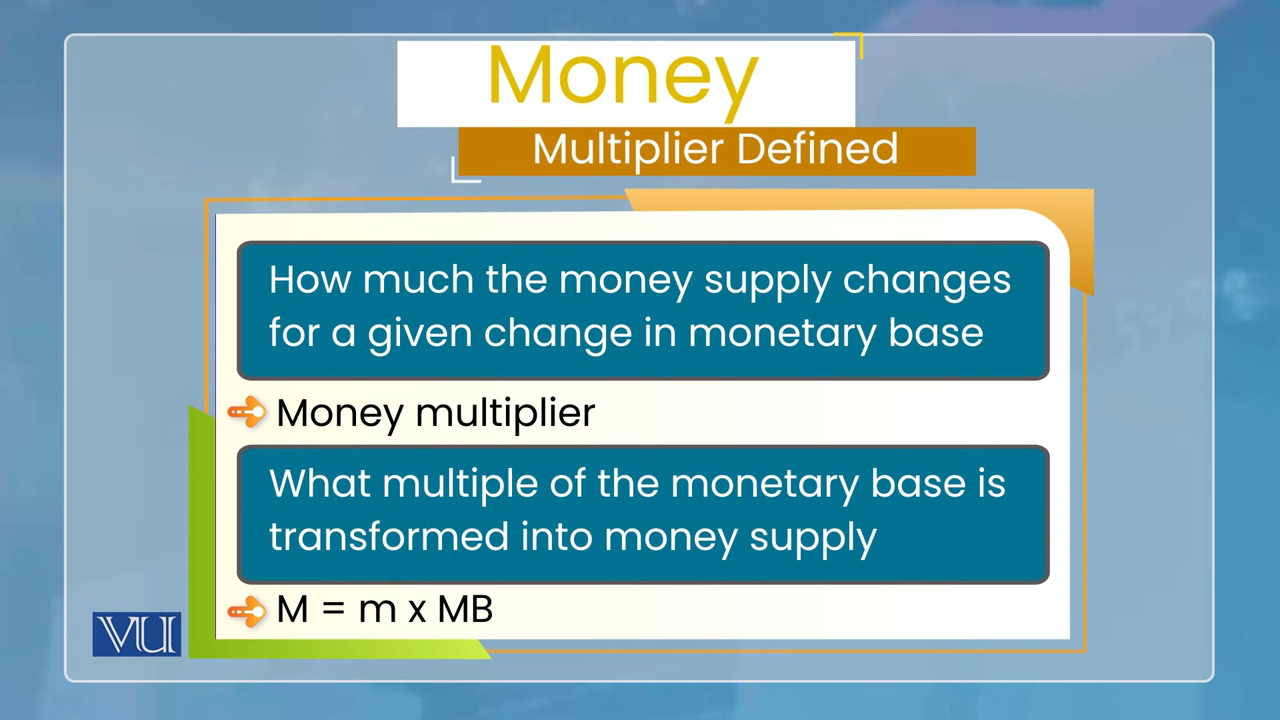 Money
Multiplier Defined
How much the money supply changes
for a given change in monetary base
Money multiplier
What multiple of the monetary base is
transformed into money supply
M = m x MB
VU